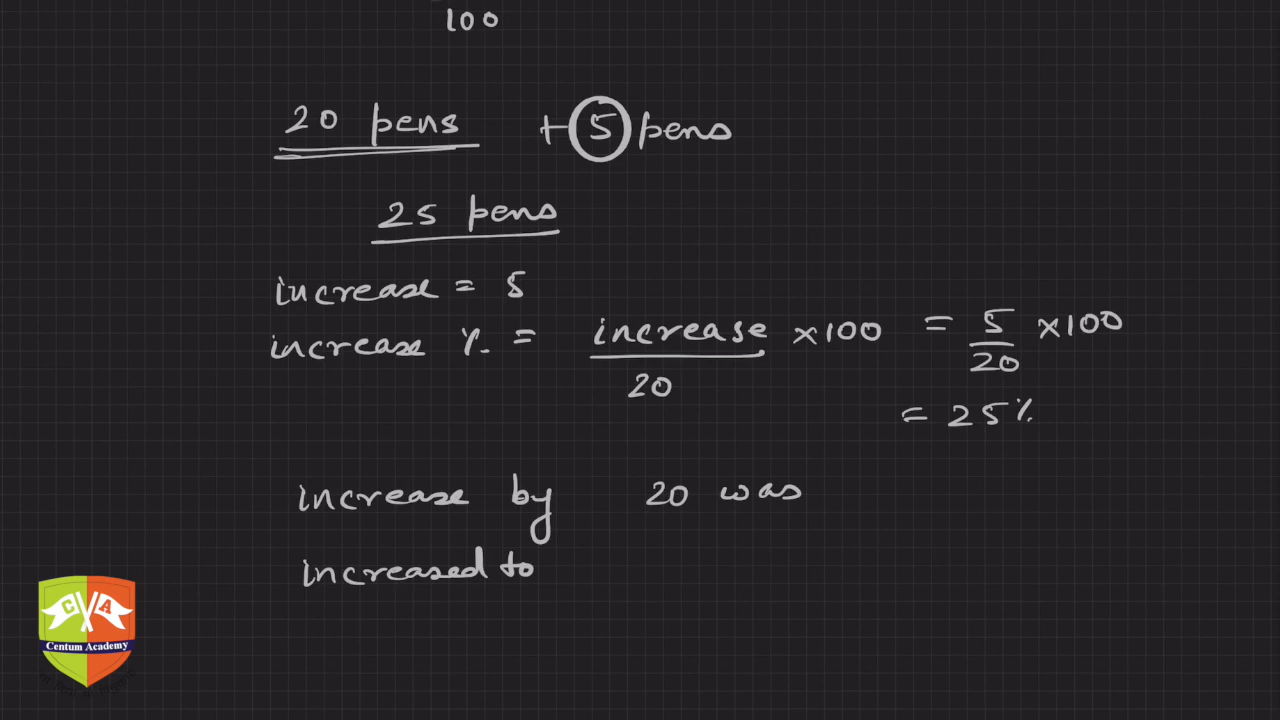 100
20 pens + 5 pens
25 pens
increase = 5
increase % = increase/20 ×100 = 5/20 ×100
= 25%
increase by 20 was
increased to
CA
Centum Academy